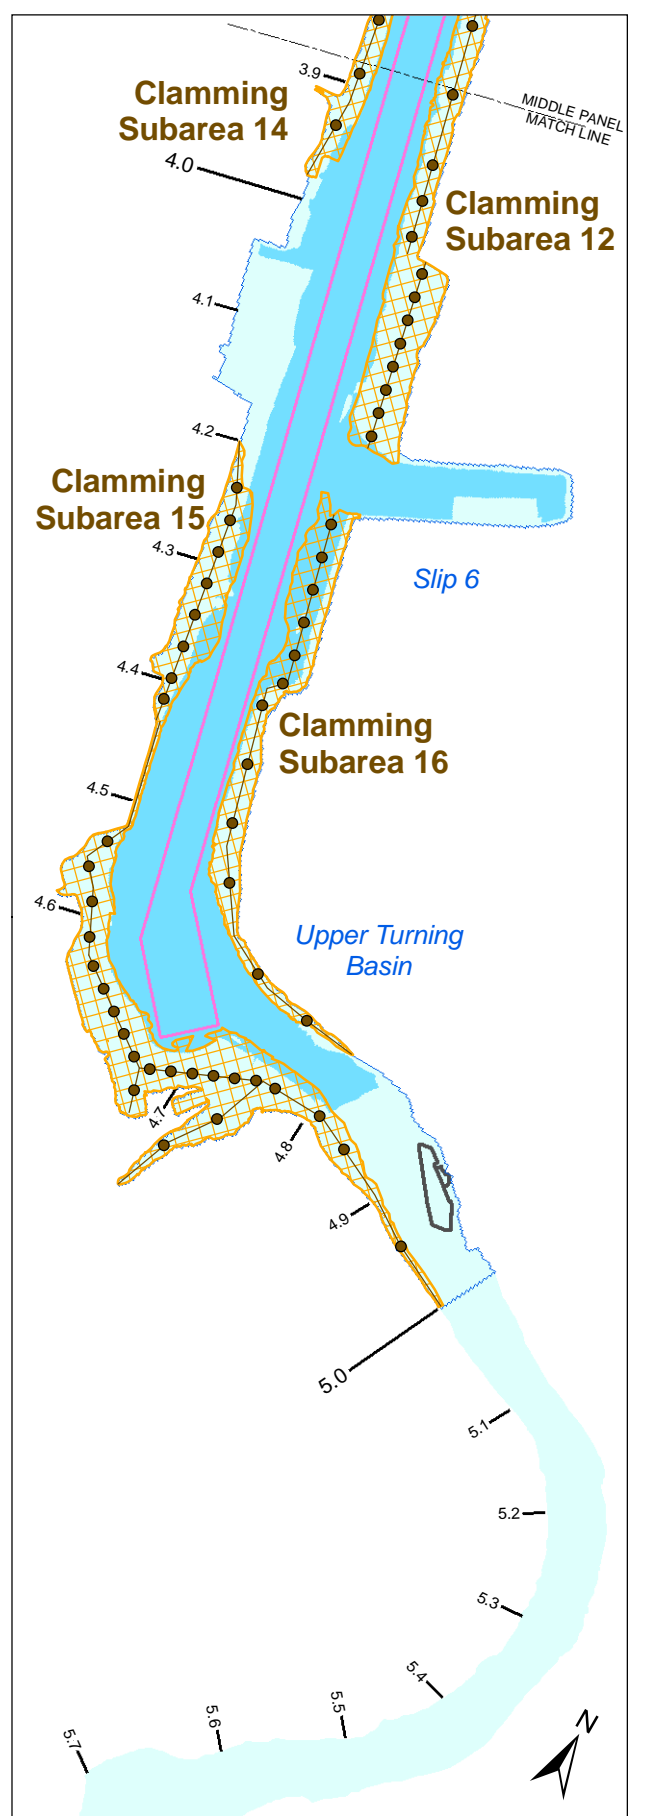 3.9
MIDDLE PANEL
MATCH LINE
Clamming
Subarea 14
4.0
Clamming
Subarea 12
4.1
4.2
Clamming
Subarea 15
4.3
Slip 6
4.4
Clamming
Subarea 16
4.5
4.6
Upper Turning
Basin
4.7
4.8
4.9
5.0
5.1
5.2
5.3
5.4
5.5
5.6
5.7
N